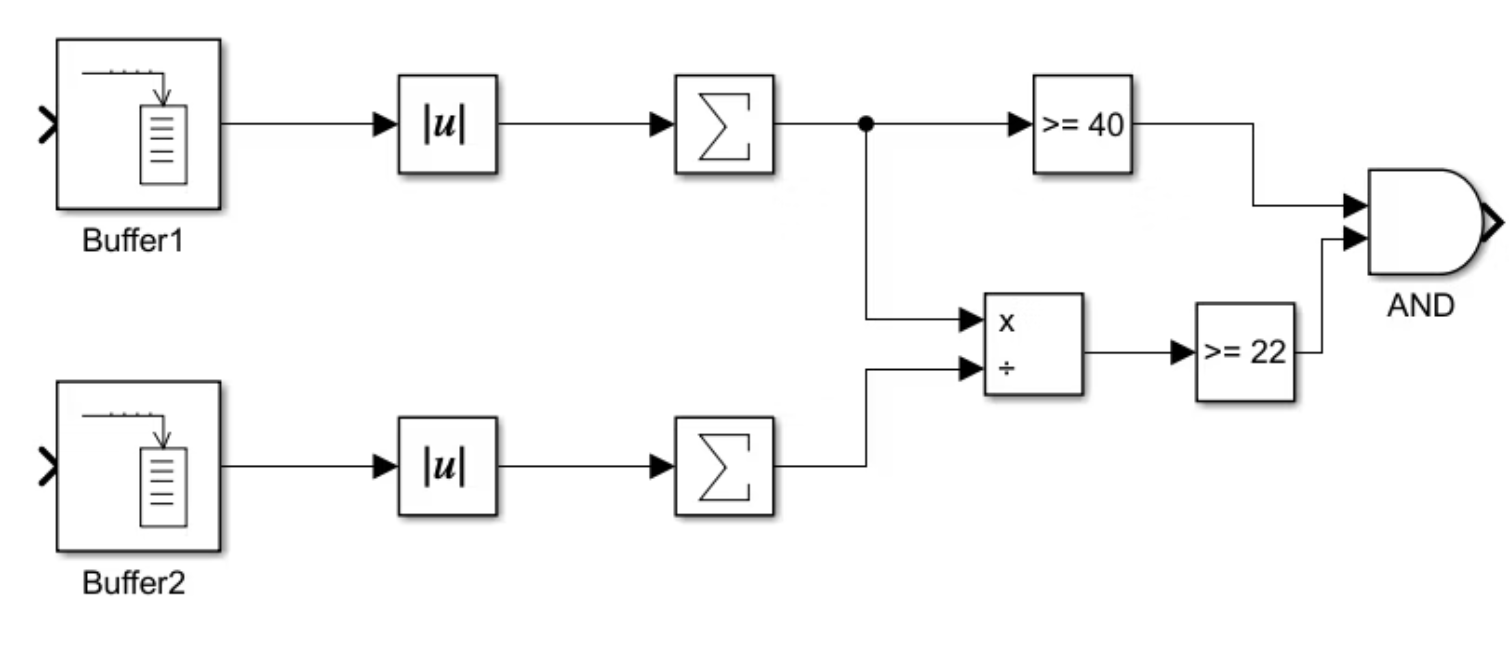 |u|
Σ
>= 40
Buffer1
AND
x
÷
>= 22
|u|
Σ
Buffer2